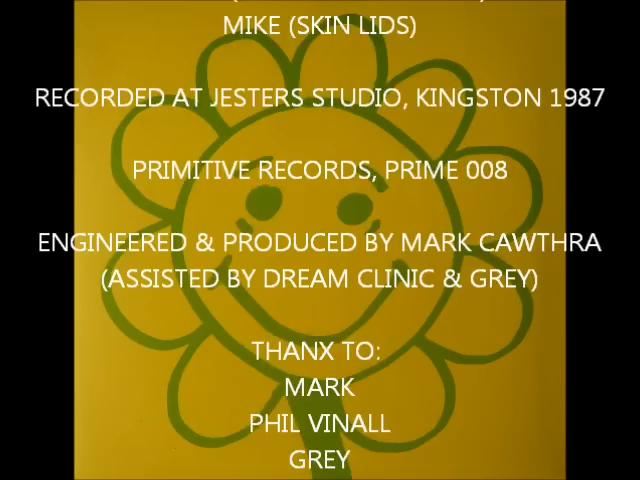 MIKE (SKIN LIDS)
RECORDED AT JESTERS STUDIO, KINGSTON 1987
PRIMITIVE RECORDS, PRIME 008
ENGINEERED & PRODUCED BY MARK CAWTHRA
(ASSISTED BY DREAM CLINIC & GREY)
THANX TO:
MARK
PHIL VINALL
GREY